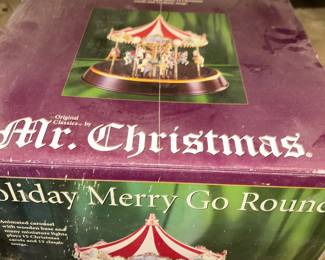 Original
Classics by
Mr. Christmas.
oliday Merry Go Round
Animated carousel
with wooden base and
many miniature lights
plays 15 Christmas
carols and 15 classic
songs.